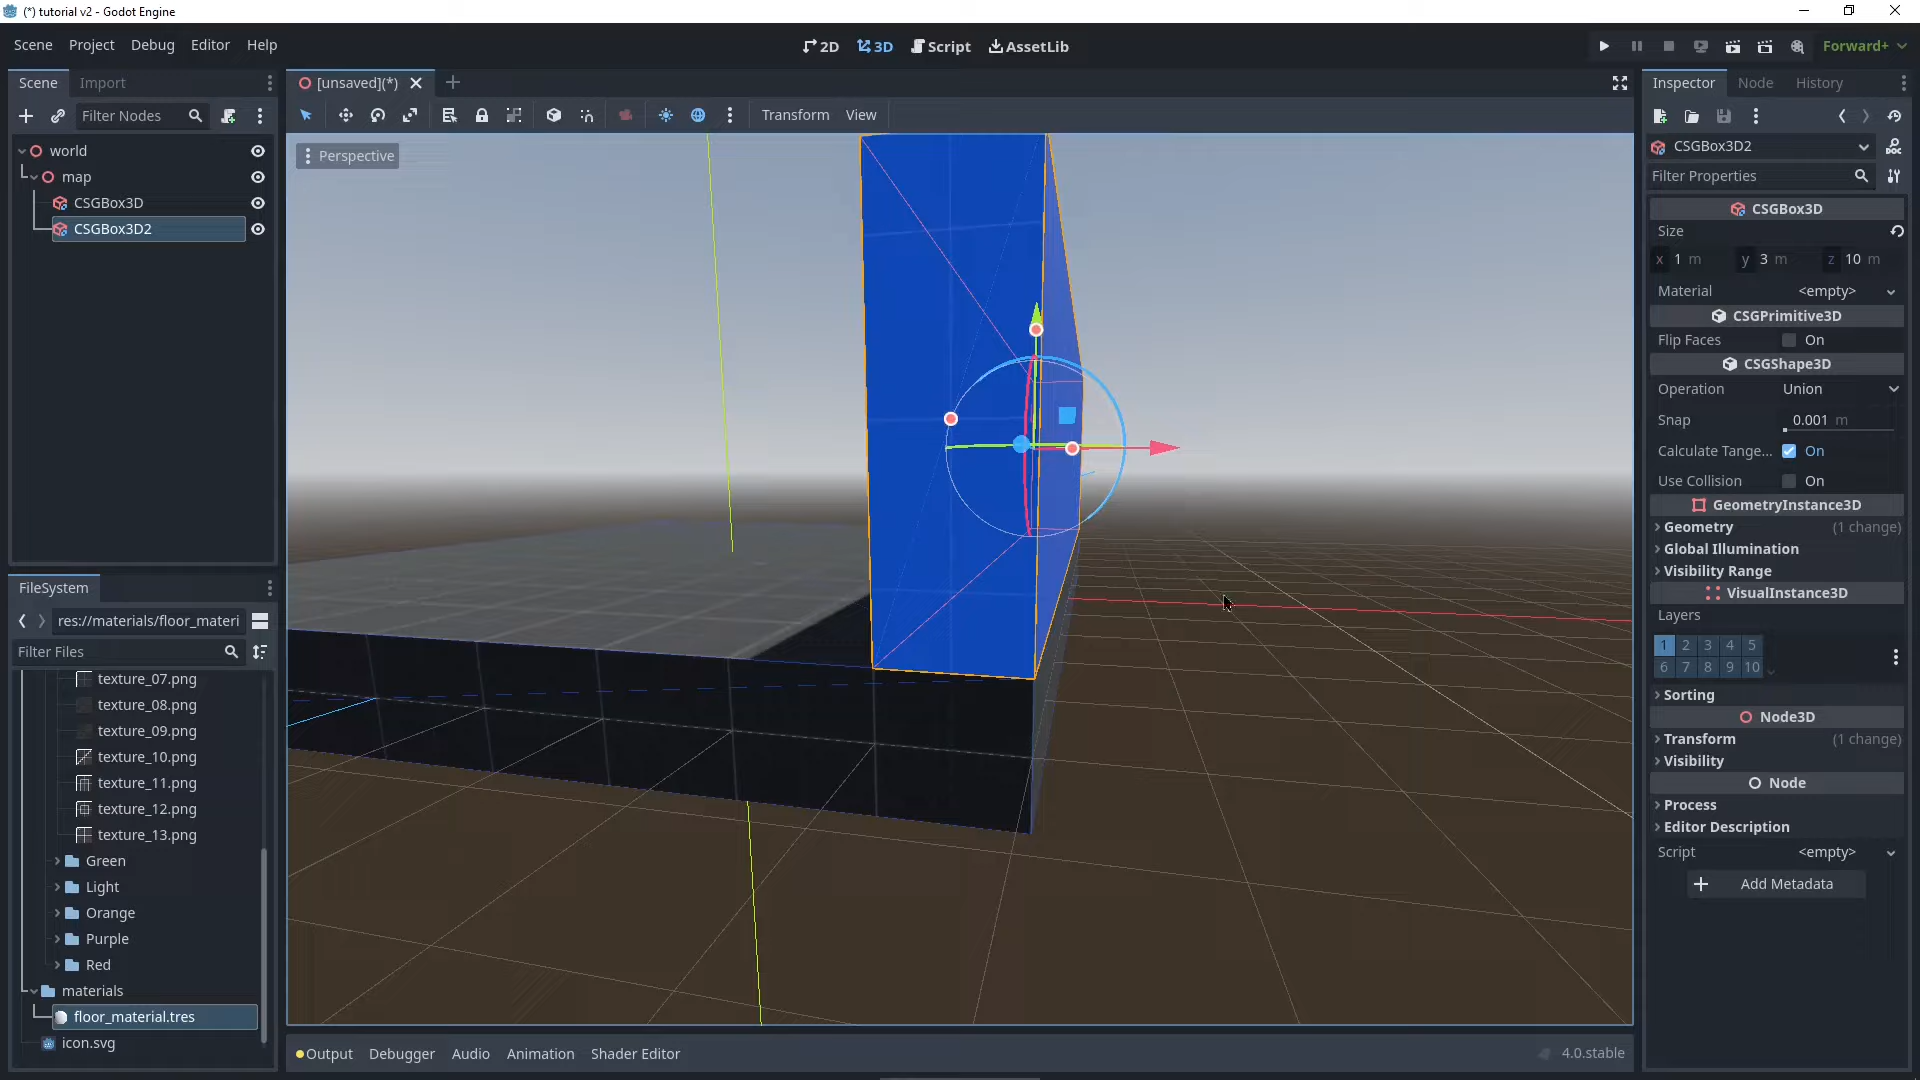 (*) tutorial v2 - Godot Engine
Scene Project Debug Editor Help
2D 3D Script AssetLib
Forward+
Scene Import
[unsaved](*)
Inspector Node History
Filter Nodes
Transform View
world
map
CSGBox3D
CSGBox3D2
Perspective
CSGBox3D2
Filter Properties
CSGBox3D
Size
x 1 m y 3 m z 10 m
Material <empty>
CSGPrimitive3D
Flip Faces On
CSGShape3D
Operation Union
Snap 0.001 m
Calculate Tange... On
Use Collision On
GeometryInstance3D
Geometry (1 change)
Global Illumination
Visibility Range
VisualInstance3D
Layers
1 2 3 4 5
6 7 8 9 10
Sorting
Node3D
Transform (1 change)
Visibility
Node
Process
Editor Description
Script <empty>
Add Metadata
FileSystem
res://materials/floor_materi
Filter Files
texture_07.png
texture_08.png
texture_09.png
texture_10.png
texture_11.png
texture_12.png
texture_13.png
Green
Light
Orange
Purple
Red
materials
floor_material.tres
icon.svg
Output Debugger Audio Animation Shader Editor
4.0.stable